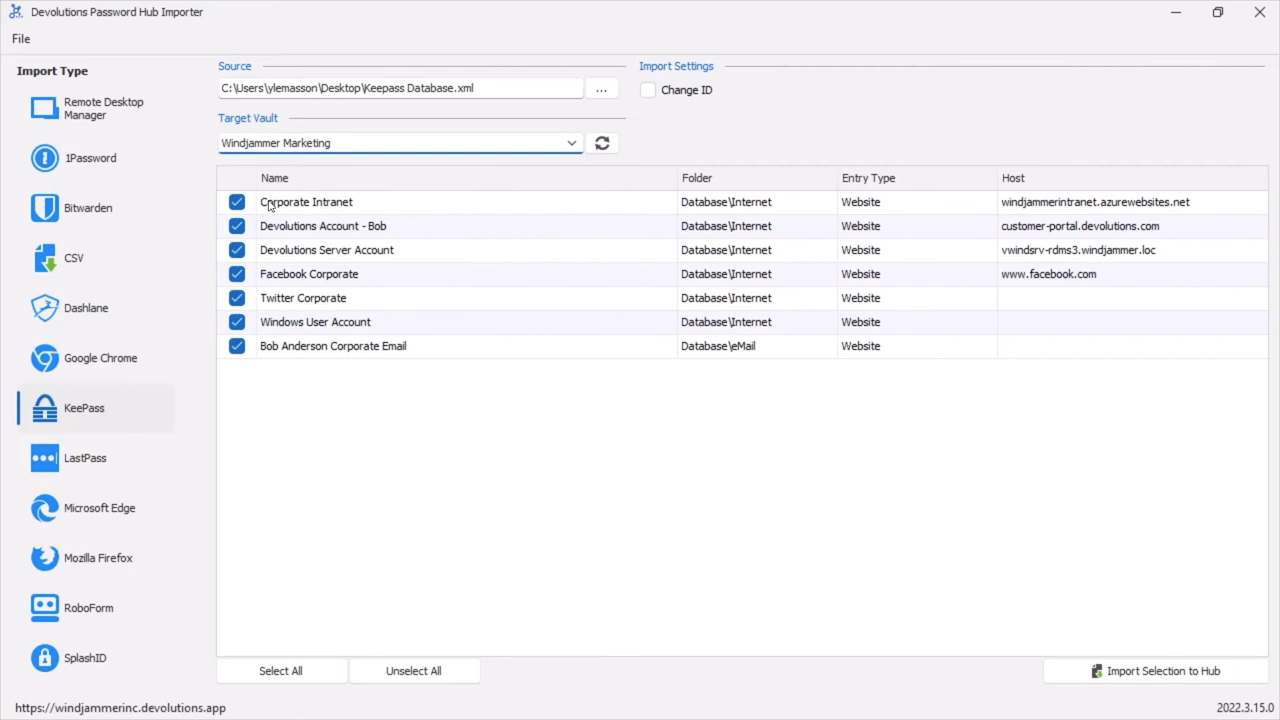 Devolutions Password Hub Importer
File
Import Type
Remote Desktop
Manager
1Password
Bitwarden
CSV
Dashlane
Google Chrome
KeePass
LastPass
Microsoft Edge
Mozilla Firefox
RoboForm
SplashID
Source
C:\Users\ylemasson\Desktop\Keepass Database.xml
...
Import Settings
Change ID
Target Vault
Windjammer Marketing
Name Folder Entry Type Host
Corporate Intranet Database\Internet Website windjammerintranet.azurewebsites.net
Devolutions Account - Bob Database\Internet Website customer-portal.devolutions.com
Devolutions Server Account Database\Internet Website vwindsrv-rdms3.windjammer.loc
Facebook Corporate Database\Internet Website www.facebook.com
Twitter Corporate Database\Internet Website
Windows User Account Database\Internet Website
Bob Anderson Corporate Email Database\eMail Website
Select All Unselect All Import Selection to Hub
https://windjammerinc.devolutions.app 2022.3.15.0